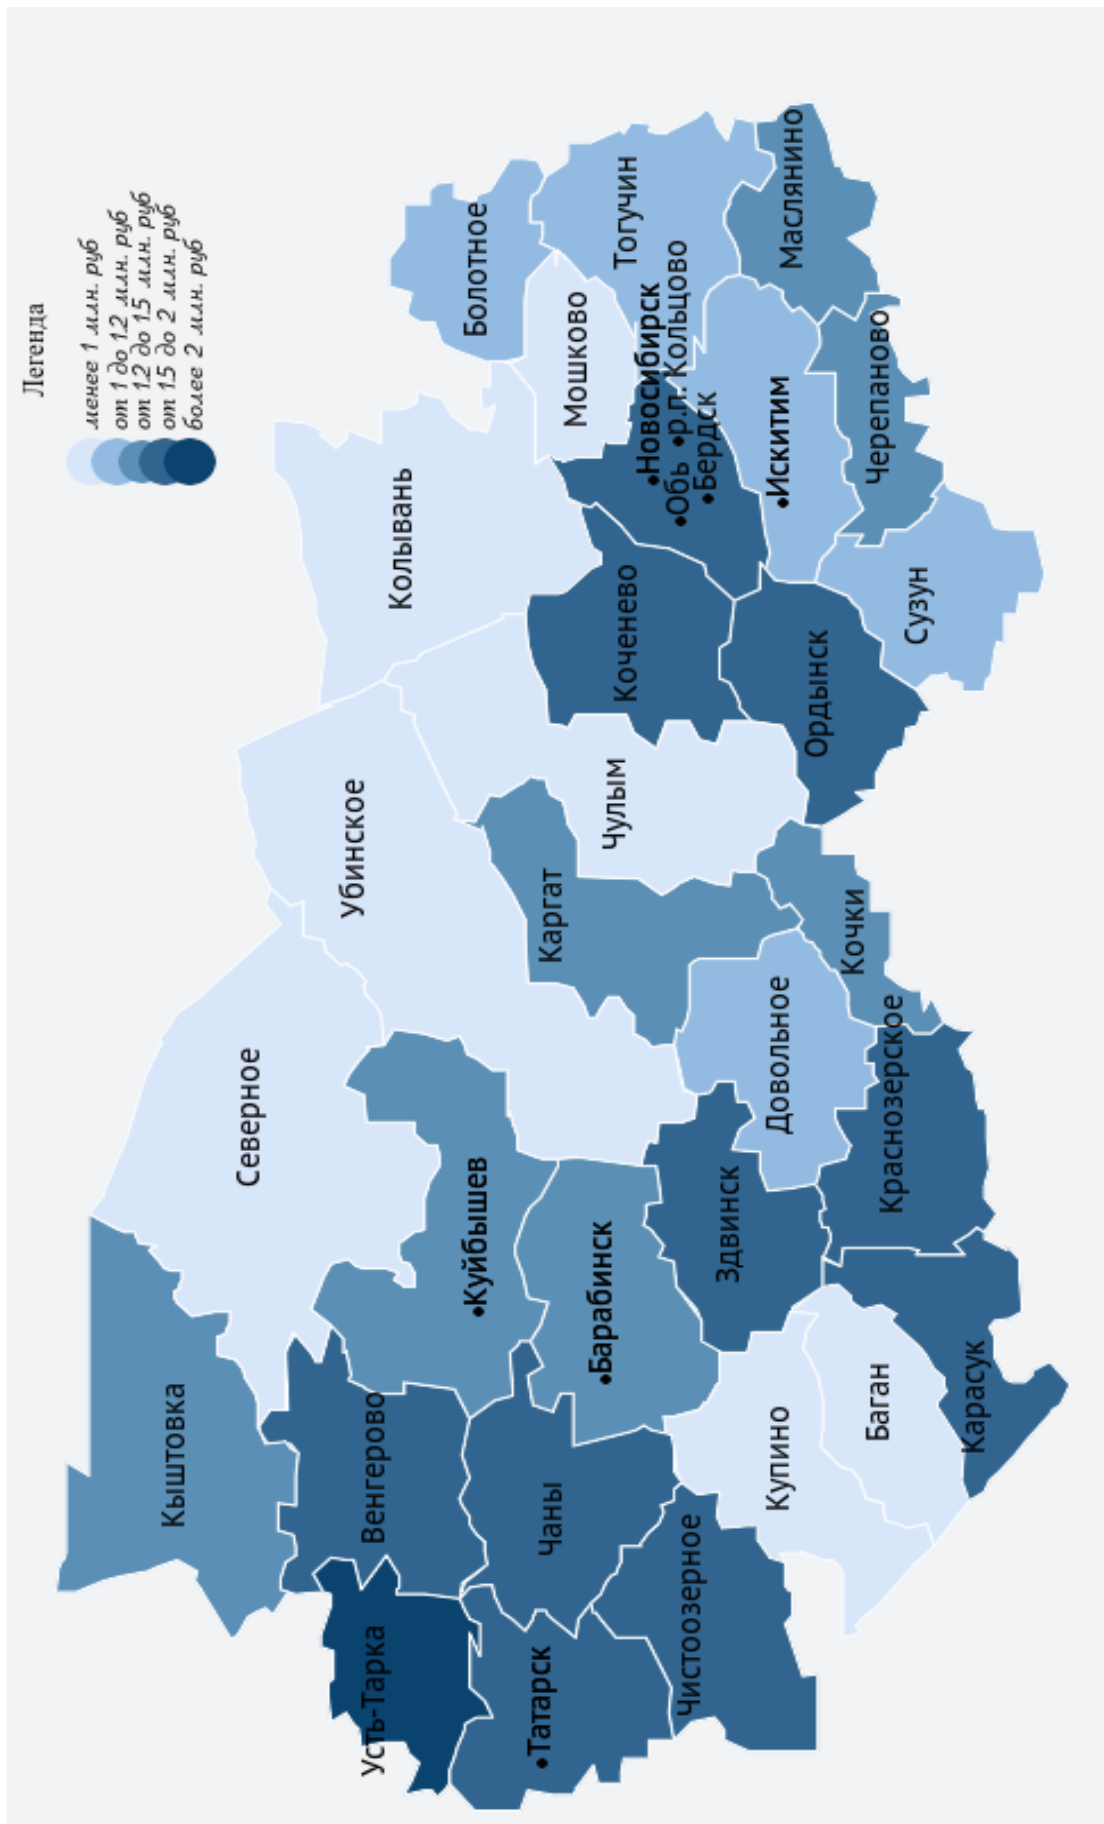 Легенда
менее 1 млн. руб
от 1 до 1.2 млн. руб
от 1.2 до 1.5 млн. руб
от 1.5 до 2 млн. руб
более 2 млн. руб
Кыштовка
Северное
Усть-Тарка
Венгерово
Убинское
Колывань
Болотное
Куйбышев
Татарск
Чаны
Барабинск
Каргат
Чулым
Коченево
Мошково
Тогучин
Новосибирск
Обь
р.п. Кольцово
Бердск
Чистоозерное
Здвинск
Довольное
Ордынск
Искитим
Маслянино
Купино
Кочки
Черепаново
Баган
Краснозерское
Сузун
Карасук